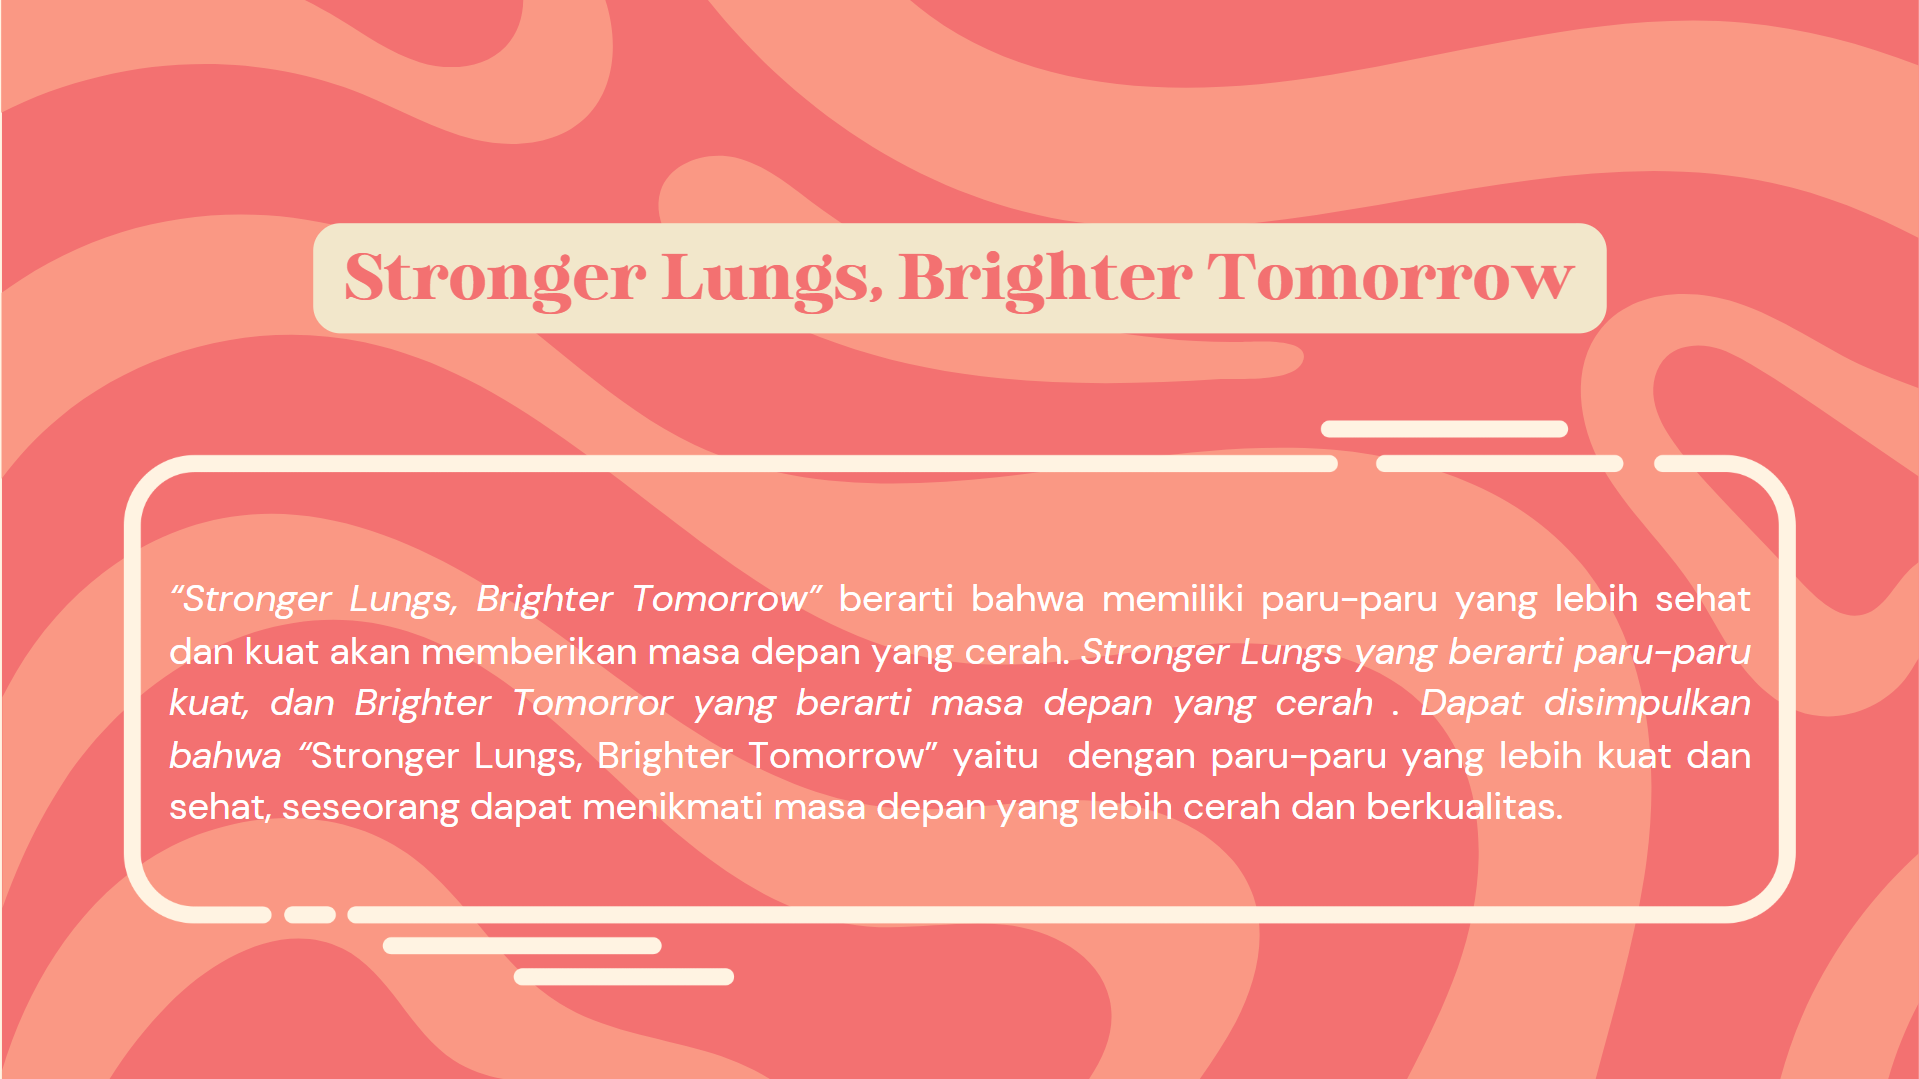 Stronger Lungs, Brighter Tomorrow
“Stronger Lungs, Brighter Tomorrow” berarti bahwa memiliki paru-paru yang lebih sehat
dan kuat akan memberikan masa depan yang cerah. Stronger Lungs yang berarti paru-paru
kuat, dan Brighter Tomorror yang berarti masa depan yang cerah . Dapat disimpulkan
bahwa “Stronger Lungs, Brighter Tomorrow” yaitu  dengan paru-paru yang lebih kuat dan
sehat, seseorang dapat menikmati masa depan yang lebih cerah dan berkualitas.